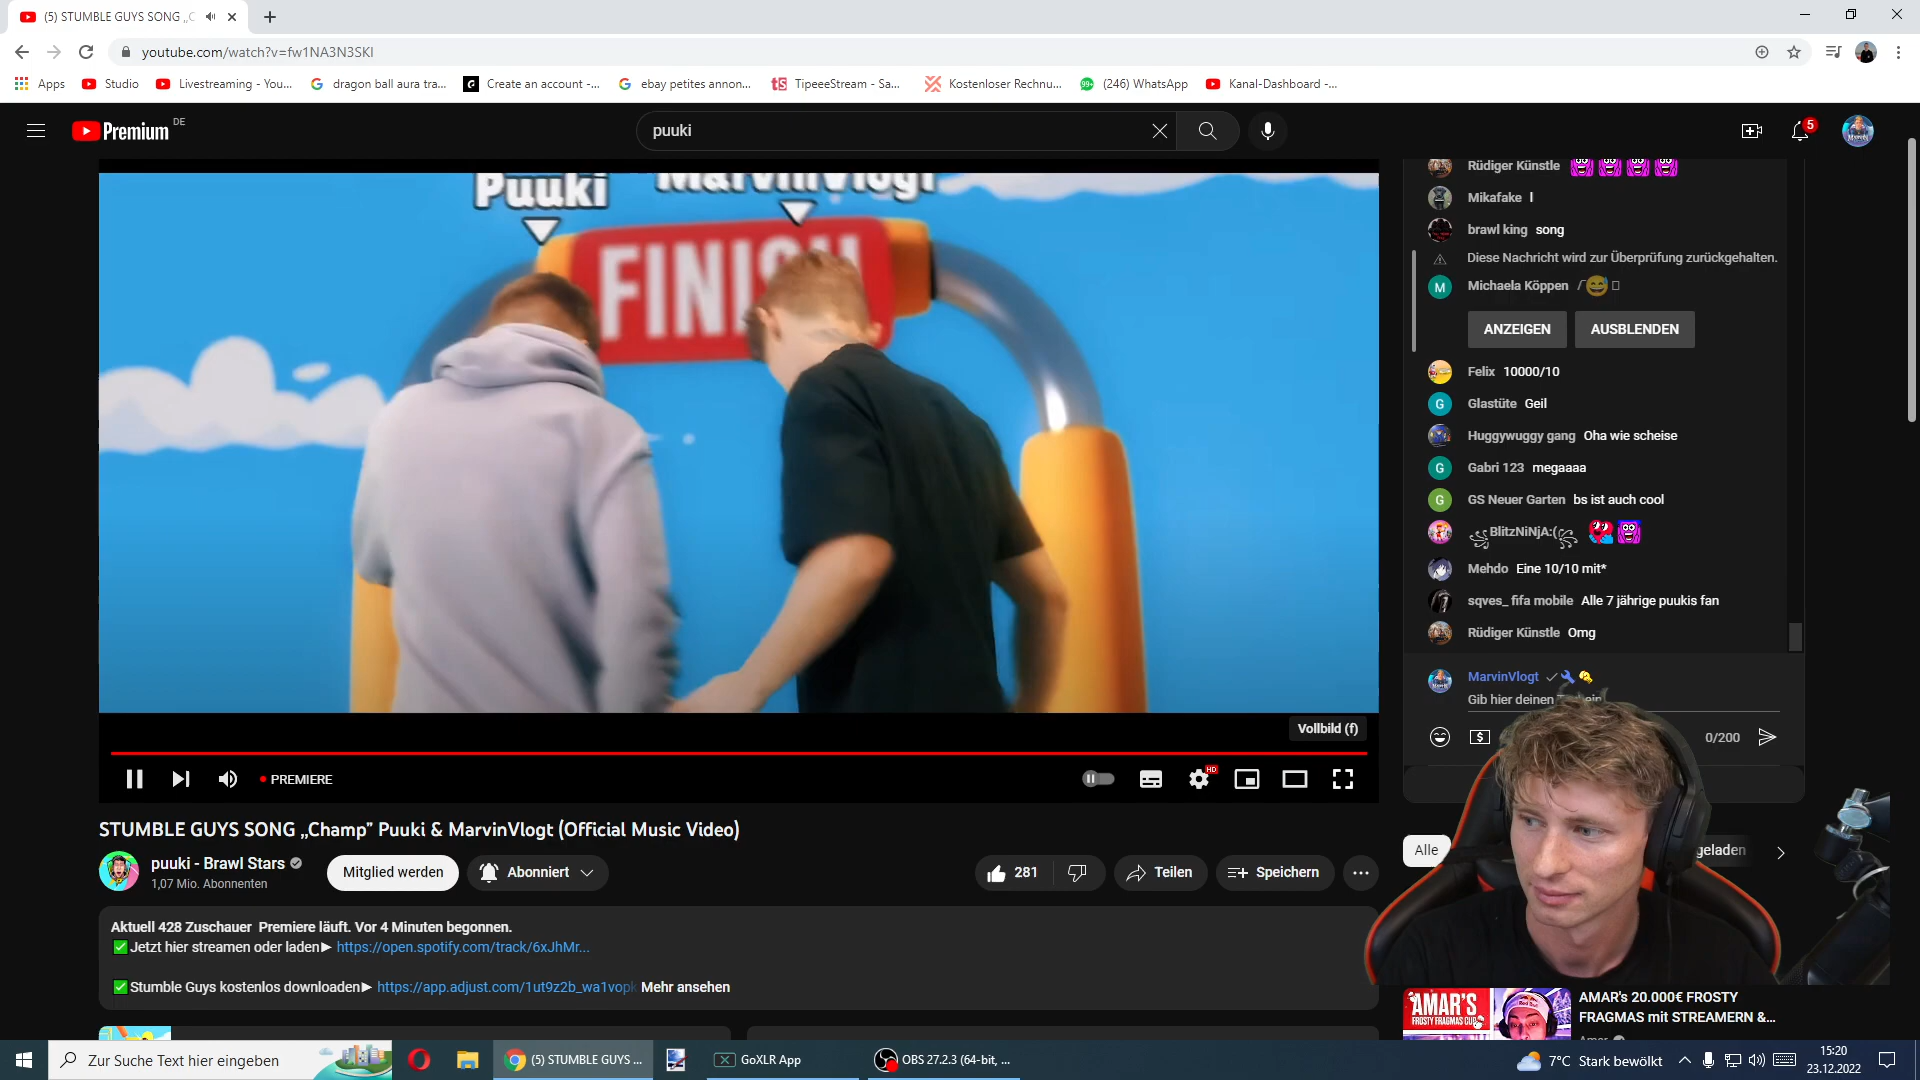 (5) STUMBLE GUYS SONG „C
youtube.com/watch?v=fw1NA3N3SKI
Apps
Studio
Livestreaming - You...
dragon ball aura tra...
Create an account -...
ebay petites annon...
TipeeeStream - Sa...
Kostenloser Rechnu...
(246) WhatsApp
Kanal-Dashboard -...
Premium DE
puuki
5
Puuki
MarvinVlogt
FINISH
Vollbild (f)
PREMIERE
HD
Rüdiger Künstle
Mikafake I
brawl king song
Diese Nachricht wird zur Überprüfung zurückgehalten.
M Michaela Köppen /
ANZEIGEN AUSBLENDEN
Felix 10000/10
G Glastüte Geil
Huggywuggy gang Oha wie scheise
G Gabri 123 megaaaa
G GS Neuer Garten bs ist auch cool
BlitzNiNjA:(
Mehdo Eine 10/10 mit*
sqves_ fifa mobile Alle 7 jährige puukis fan
Rüdiger Künstle Omg
MarvinVlogt
Gib hier deinen
0/200
STUMBLE GUYS SONG „Champ” Puuki & MarvinVlogt (Official Music Video)
puuki - Brawl Stars
1,07 Mio. Abonnenten
Mitglied werden
Abonniert
281
Teilen
Speichern
Aktuell 428 Zuschauer Premiere läuft. Vor 4 Minuten begonnen.
✅Jetzt hier streamen oder laden► https://open.spotify.com/track/6xJhMr...
✅Stumble Guys kostenlos downloaden► https://app.adjust.com/1ut9z2b_wa1vopk Mehr ansehen
Alle
geladen
AMAR'S
FROSTY FRAGMAS CUP
AMAR's 20.000€ FROSTY
FRAGMAS mit STREAMERN &...
Zur Suche Text hier eingeben
(5) STUMBLE GUYS ...
GoXLR App
OBS 27.2.3 (64-bit, ...
7°C Stark bewölkt
15:20
23.12.2022